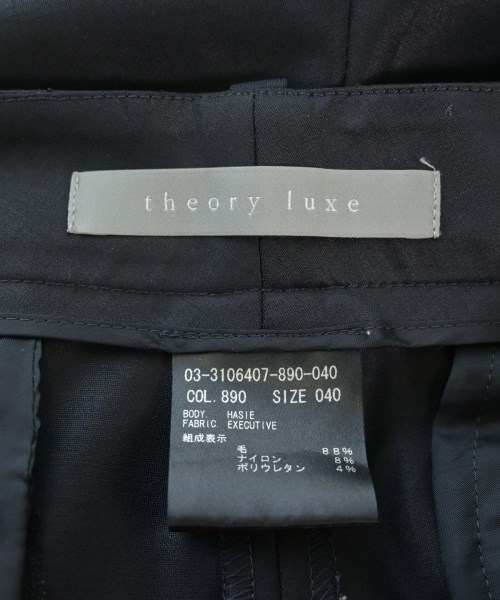 theory luxe
03-3106407-890-040
COL.890 SIZE 040
BODY. HASIE
FABRIC. EXECUTIVE
組成表示
毛 88%
ナイロン 8%
ポリウレタン 4%